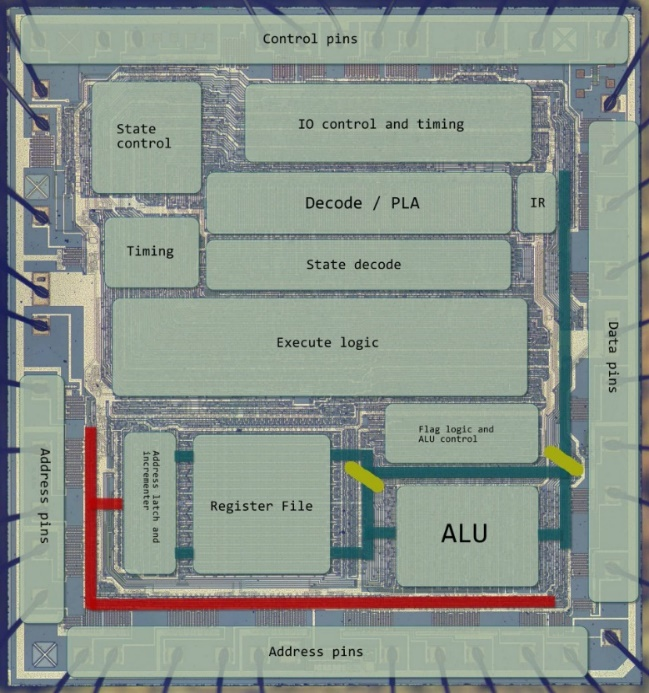 Control pins
State
control
IO control and timing
Decode / PLA
IR
Timing
State decode
Execute logic
Data pins
Flag logic and
ALU control
Address pins
Address latch and
incrementer
Register File
ALU
Address pins